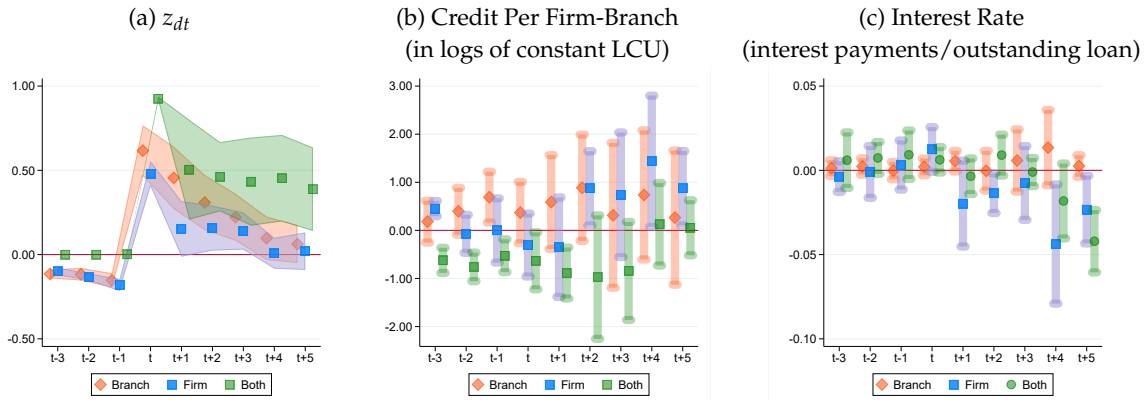 (a) z_dt
(b) Credit Per Firm-Branch
(in logs of constant LCU)
(c) Interest Rate
(interest payments/outstanding loan)
1.00
0.50
0.00
-0.50
t-3 t-2 t-1 t t+1 t+2 t+3 t+4 t+5
Branch Firm Both
3.00
2.00
1.00
0.00
-1.00
-2.00
t-3 t-2 t-1 t t+1 t+2 t+3 t+4 t+5
Branch Firm Both
0.05
0.00
-0.05
-0.10
t-3 t-2 t-1 t t+1 t+2 t+3 t+4 t+5
Branch Firm Both